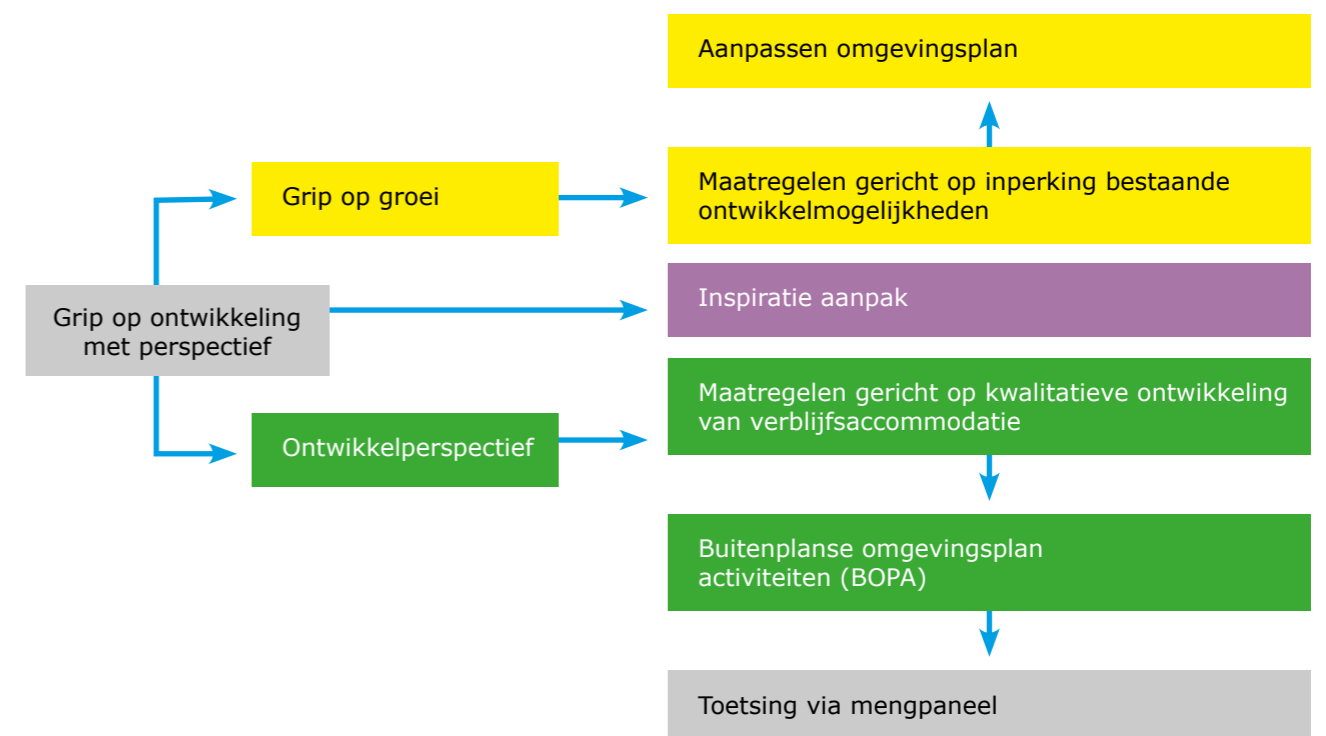 Aanpassen omgevingsplan
Grip op groei
Maatregelen gericht op inperking bestaande
ontwikkelmogelijkheden
Grip op ontwikkeling
met perspectief
Inspiratie aanpak
Ontwikkelperspectief
Maatregelen gericht op kwalitatieve ontwikkeling
van verblijfsaccommodatie
Buitenplanse omgevingsplan
activiteiten (BOPA)
Toetsing via mengpaneel